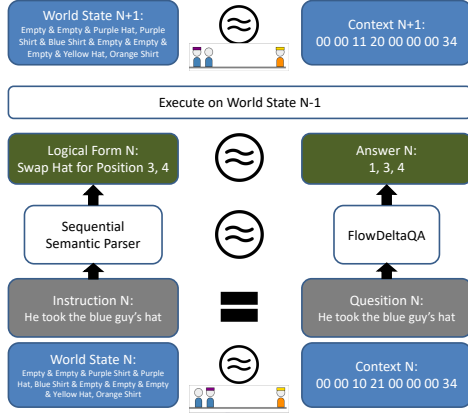 World State N+1:
Empty & Empty & Purple Hat, Purple
Shirt & Blue Shirt & Empty & Empty &
Empty & Yellow Hat, Orange Shirt
Context N+1:
00 00 11 20 00 00 00 34
Execute on World State N-1
Logical Form N:
Swap Hat for Position 3, 4
Answer N:
1, 3, 4
Sequential
Semantic Parser
FlowDeltaQA
Instruction N:
He took the blue guy's hat
Quesition N:
He took the blue guy's hat
World State N:
Empty & Empty & Purple Shirt & Purple
Hat, Blue Shirt & Empty & Empty & Empty
& Yellow Hat, Orange Shirt
Context N:
00 00 10 21 00 00 00 34